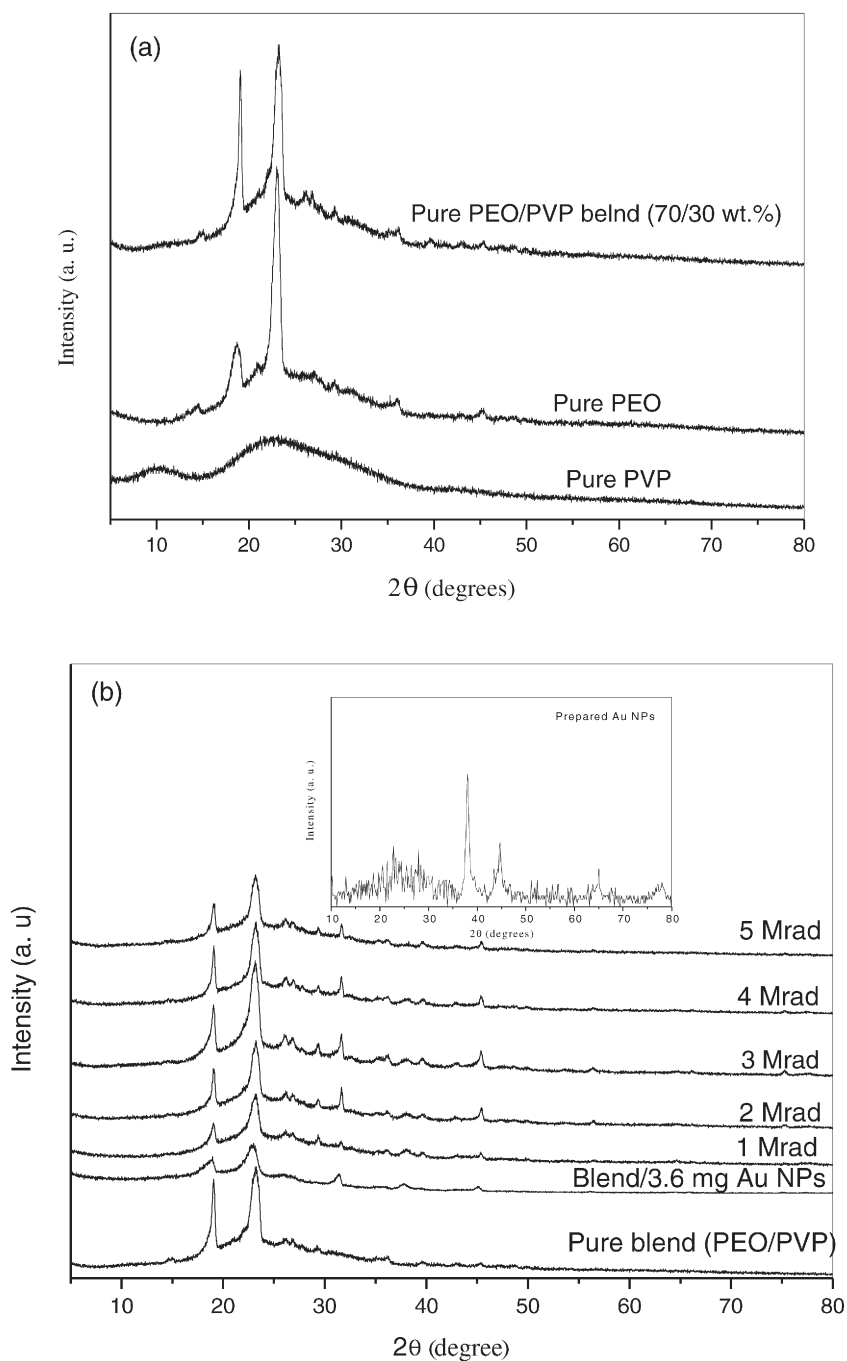 (a)
Pure PEO/PVP belnd (70/30 wt.%)
Pure PEO
Pure PVP
Intensity (a. u.)
10 20 30 40 50 60 70 80
2θ (degrees)
(b)
Prepared Au NPs
Intensity (a. u.)
10 20 30 40 50 60 70 80
2θ (degrees)
5 Mrad
4 Mrad
3 Mrad
2 Mrad
1 Mrad
Blend/3.6 mg Au NPs
Pure blend (PEO/PVP)
Intensity (a. u)
10 20 30 40 50 60 70 80
2θ (degree)